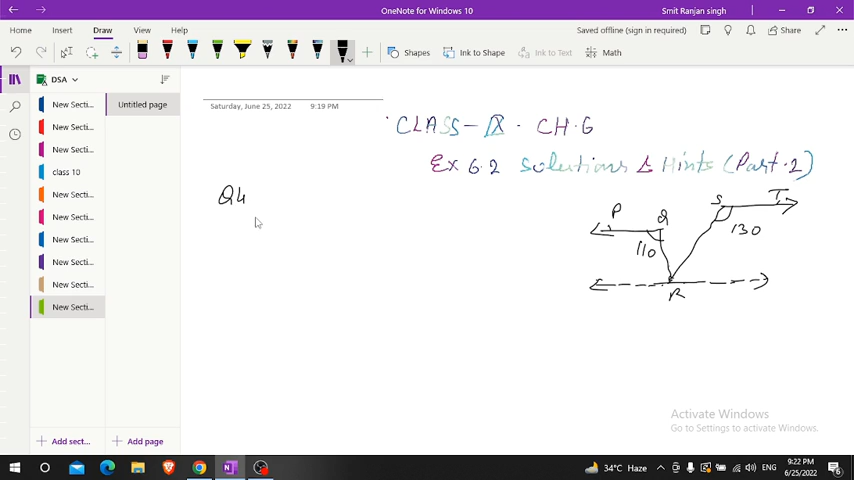 OneNote for Windows 10
Smit Ranjan singh
Home Insert Draw View Help
Saved offline (sign in required)
Share
Shapes
Ink to Shape
Ink to Text
Math
DSA
New Secti...
New Secti...
New Secti...
class 10
New Secti...
New Secti...
New Secti...
New Secti...
New Secti...
New Secti...
Add sect...
Untitled page
Add page
Saturday, June 25, 2022 9:19 PM
CLASS-IX. CH.6
Ex 6.2 Solutions & Hints (Part-2)
Q4
P Q S T
110 130
R
Activate Windows
Go to Settings to activate Windows.
34°C Haze
ENG
9:22 PM
6/25/2022
6